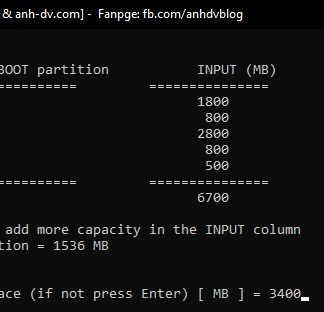 & anh-dv.com] - Fanpge: fb.com/anhdvblog
BOOT partition INPUT (MB)
========== ===============
1800
800
2800
800
500
========== ===============
6700
add more capacity in the INPUT column
tion = 1536 MB
ace (if not press Enter) [ MB ] = 3400